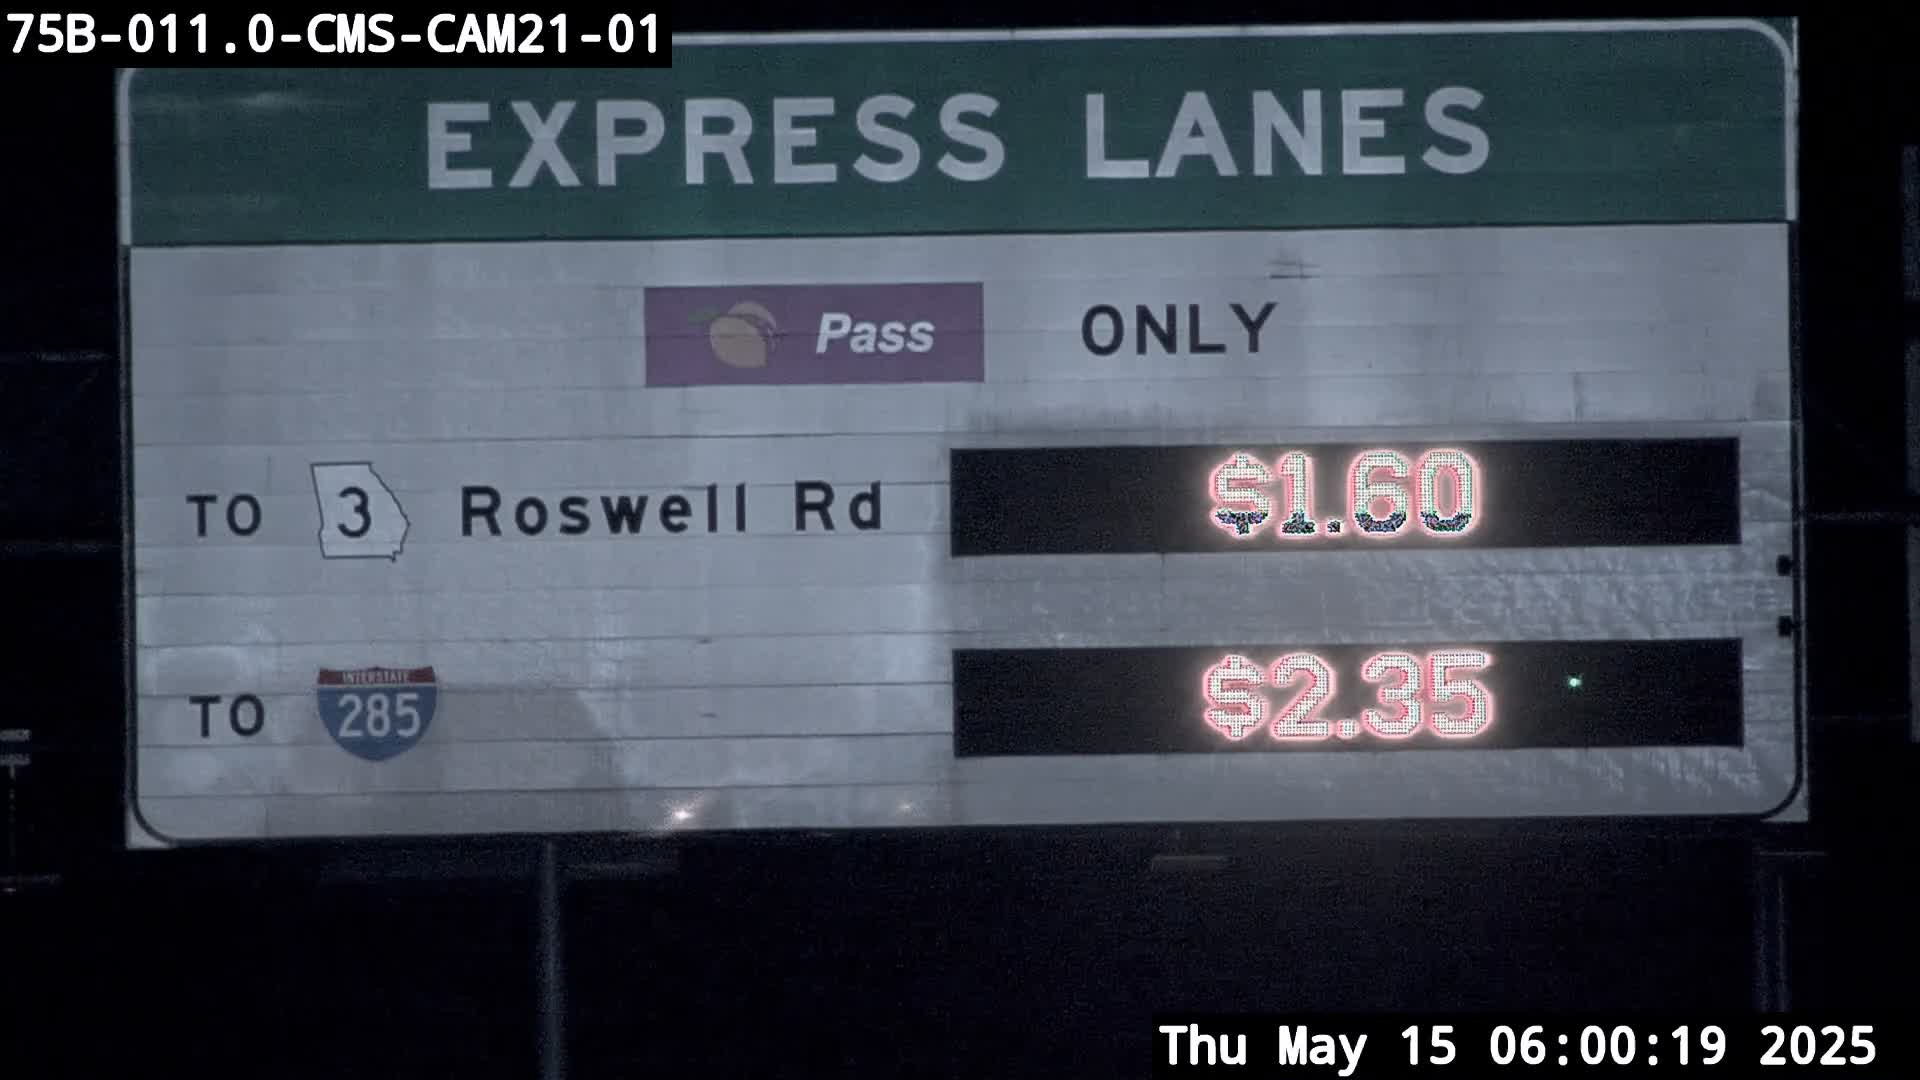 75B-011.0-CMS-CAM21-01
EXPRESS LANES
Pass ONLY
TO 3 Roswell Rd $1.60
TO INTERSTATE 285 $2.35
Thu May 15 06:00:19 2025